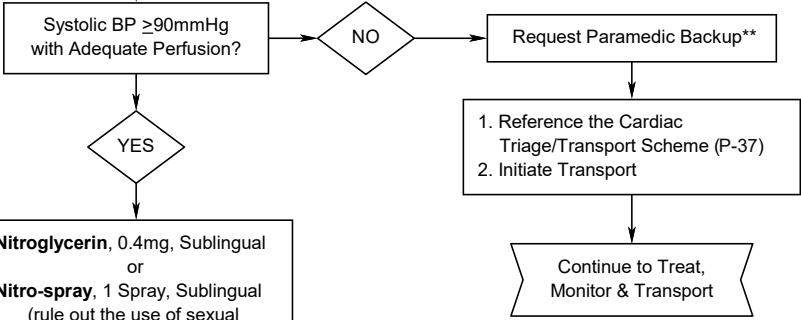 Systolic BP ≥90mmHg
with Adequate Perfusion?
NO
Request Paramedic Backup**
YES
1. Reference the Cardiac
Triage/Transport Scheme (P-37)
2. Initiate Transport
Nitroglycerin, 0.4mg, Sublingual
or
Nitro-spray, 1 Spray, Sublingual
(rule out the use of sexual
Continue to Treat,
Monitor & Transport